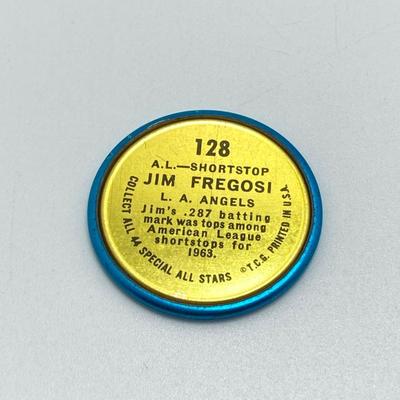 128
A.L.—SHORTSTOP
JIM FREGOSI
L. A. ANGELS
Jim's .287 batting
mark was tops among
American League
shortstops for
1963.
COLLECT ALL 44 SPECIAL ALL STARS
©T.C.G. PRINTED IN U.S.A.